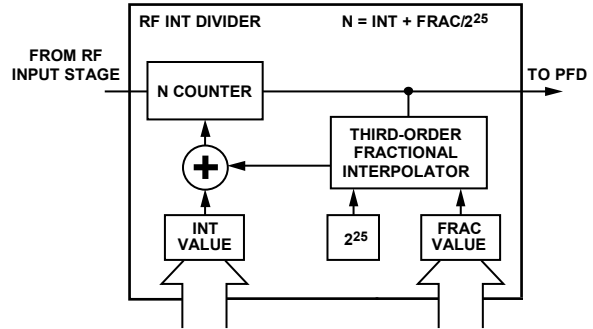 RF INT DIVIDER
N = INT + FRAC/2²⁵
FROM RF
INPUT STAGE
TO PFD
N COUNTER
THIRD-ORDER
FRACTIONAL
INTERPOLATOR
+
INT
VALUE
2²⁵
FRAC
VALUE